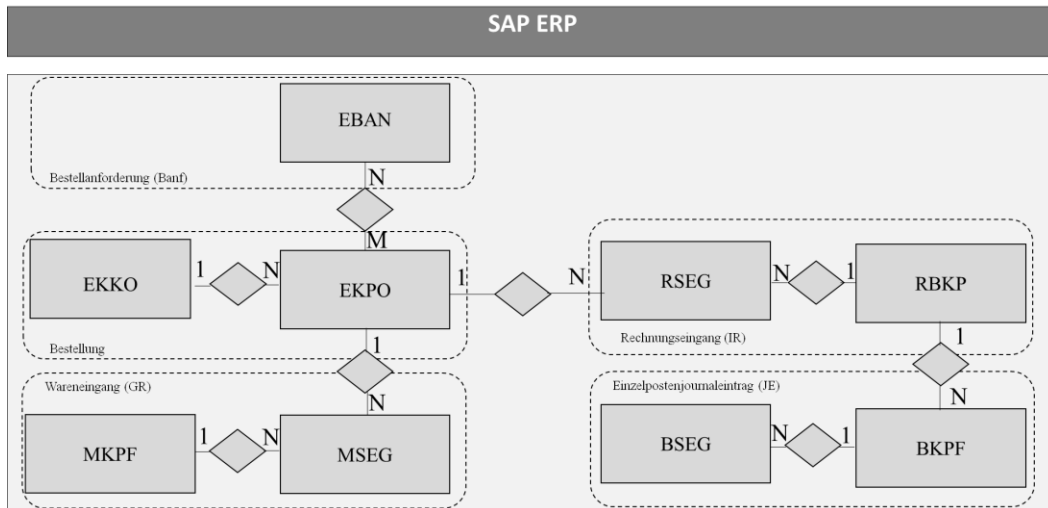 SAP ERP
EBAN
Bestellanforderung (Banf)
N
M
EKKO
1
N
EKPO
1
N
RSEG
N
1
RBKP
Bestellung
1
Rechnungseingang (IR)
1
Wareneingang (GR)
N
Einzelpostenjournaleintrag (JE)
N
MKPF
1
N
MSEG
BSEG
N
1
BKPF